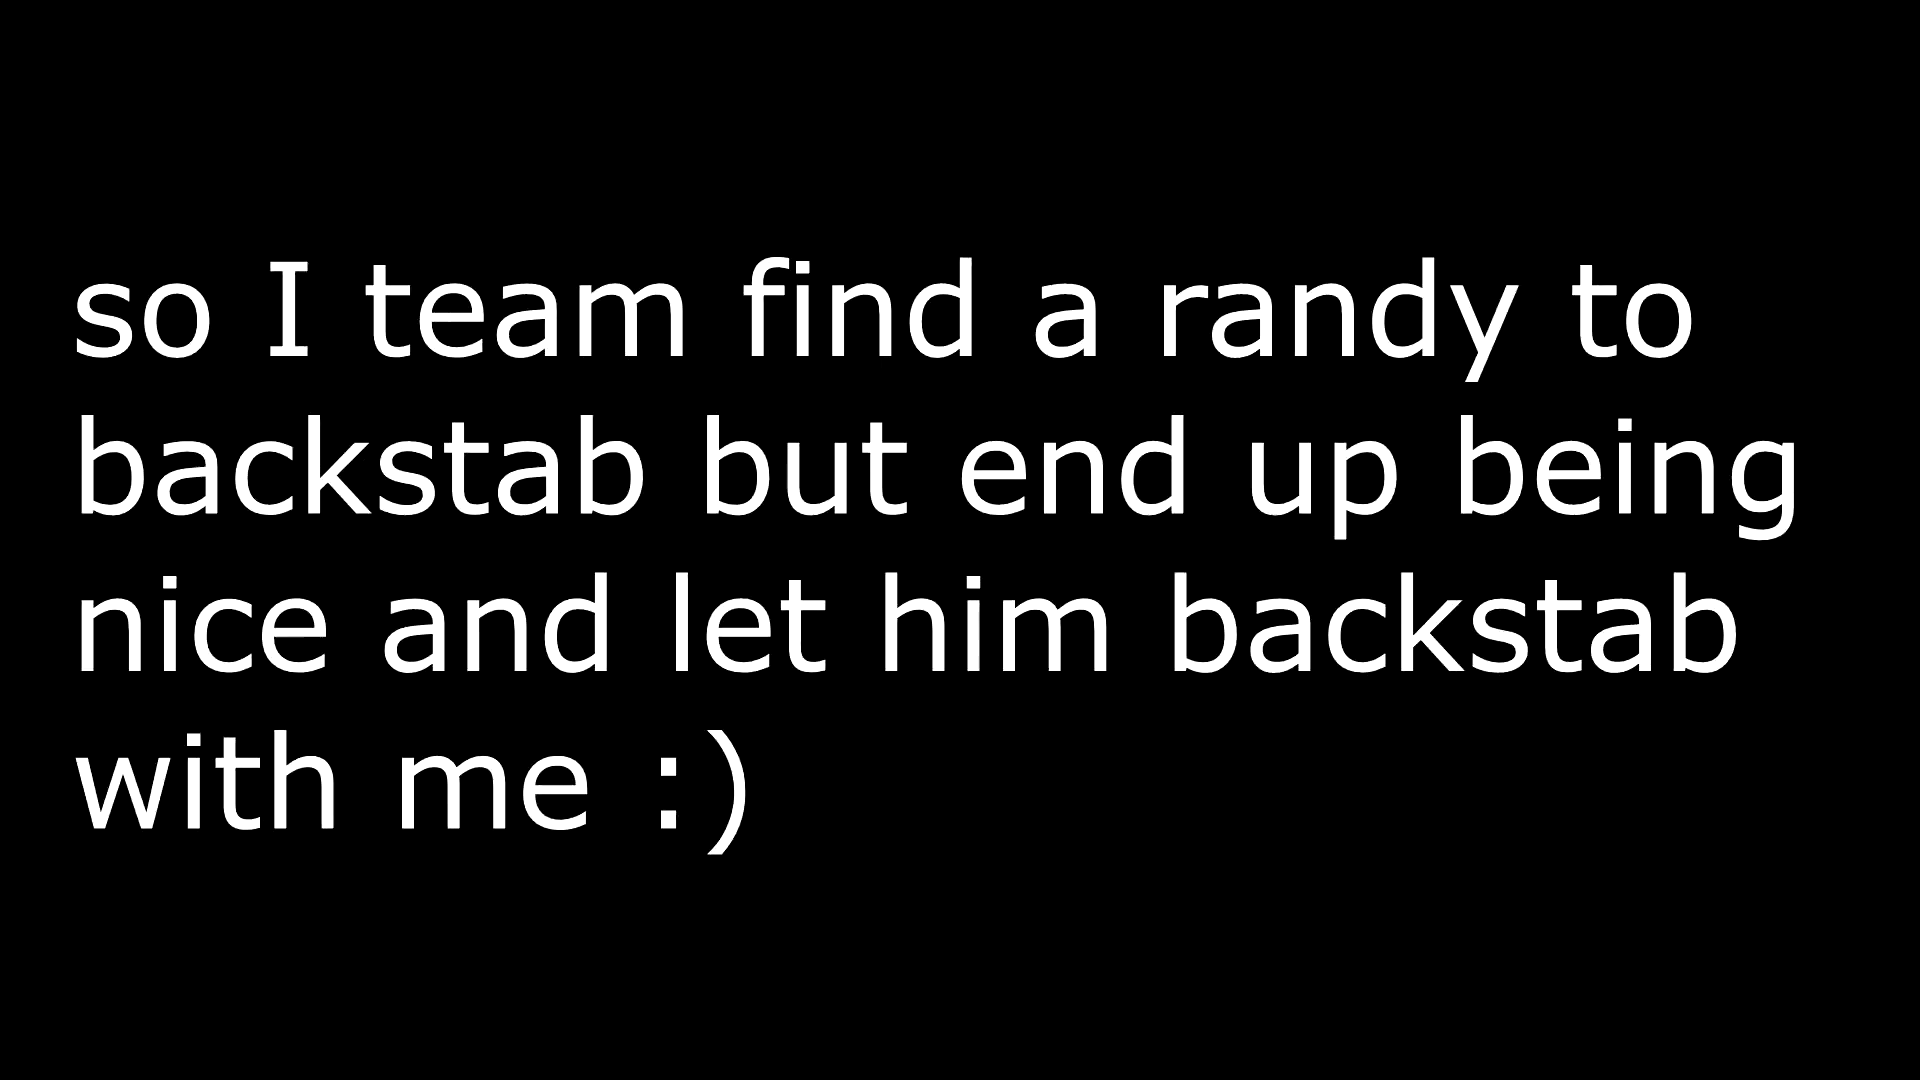 so I team find a randy to
backstab but end up being
nice and let him backstab
with me :)